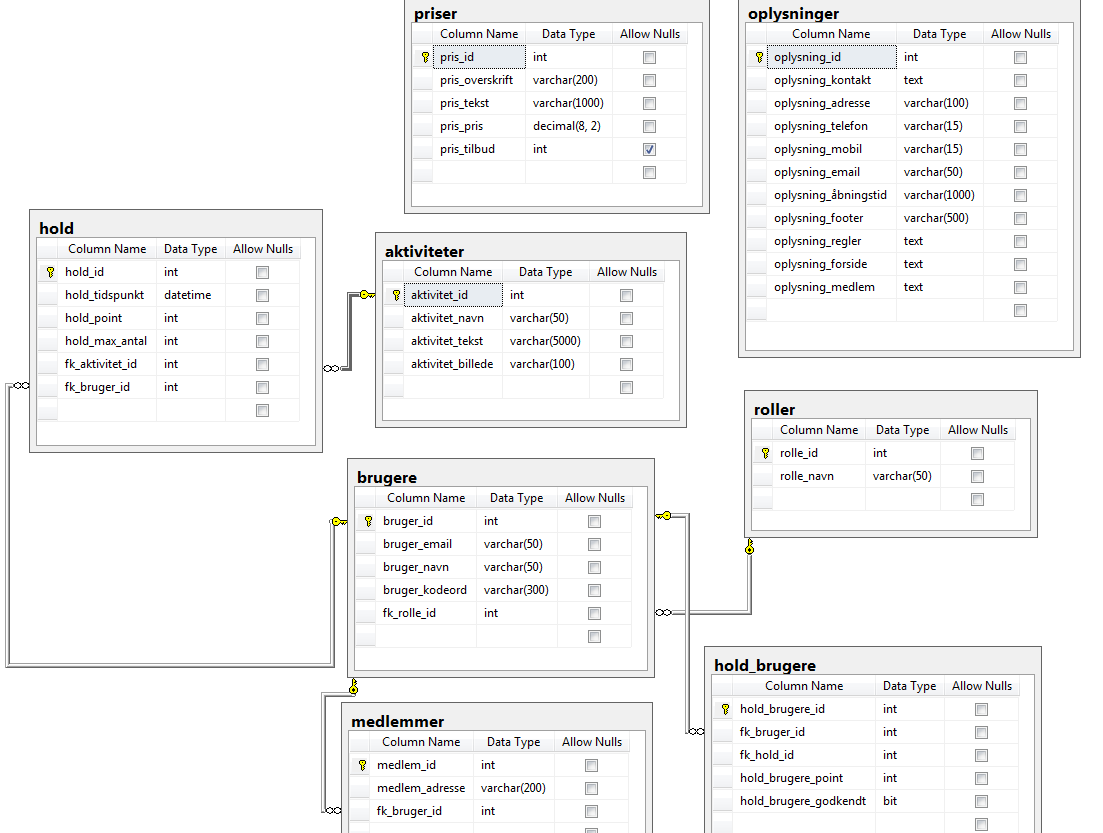 priser
Column Name Data Type Allow Nulls
pris_id int
pris_overskrift varchar(200)
pris_tekst varchar(1000)
pris_pris decimal(8, 2)
pris_tilbud int
oplysninger
Column Name Data Type Allow Nulls
oplysning_id int
oplysning_kontakt text
oplysning_adresse varchar(100)
oplysning_telefon varchar(15)
oplysning_mobil varchar(15)
oplysning_email varchar(50)
oplysning_åbningstid varchar(1000)
oplysning_footer varchar(500)
oplysning_regler text
oplysning_forside text
oplysning_medlem text
hold
Column Name Data Type Allow Nulls
hold_id int
hold_tidspunkt datetime
hold_point int
hold_max_antal int
fk_aktivitet_id int
fk_bruger_id int
aktiviteter
Column Name Data Type Allow Nulls
aktivitet_id int
aktivitet_navn varchar(50)
aktivitet_tekst varchar(5000)
aktivitet_billede varchar(100)
roller
Column Name Data Type Allow Nulls
rolle_id int
rolle_navn varchar(50)
brugere
Column Name Data Type Allow Nulls
bruger_id int
bruger_email varchar(50)
bruger_navn varchar(50)
bruger_kodeord varchar(300)
fk_rolle_id int
hold_brugere
Column Name Data Type Allow Nulls
hold_brugere_id int
fk_bruger_id int
fk_hold_id int
hold_brugere_point int
hold_brugere_godkendt bit
medlemmer
Column Name Data Type Allow Nulls
medlem_id int
medlem_adresse varchar(200)
fk_bruger_id int